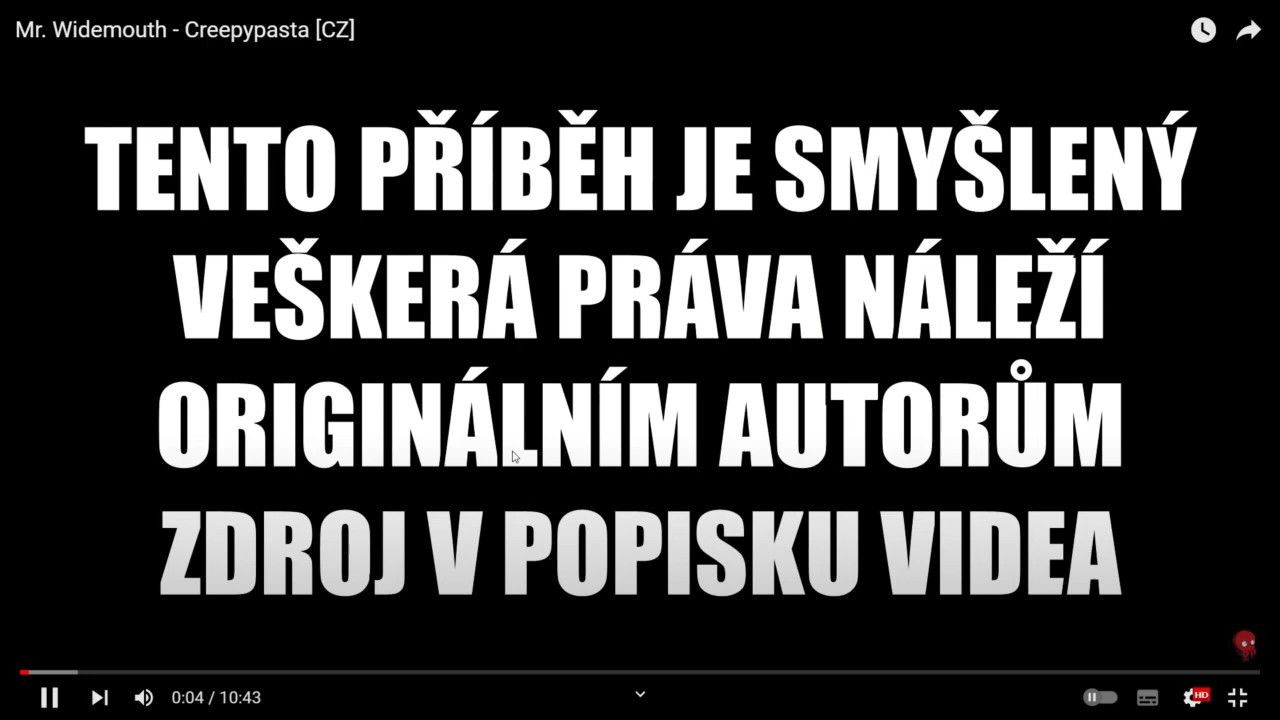 Mr. Widemouth - Creepypasta [CZ]
TENTO PŘÍBĚH JE SMYŠLENÝ
VEŠKERÁ PRÁVA NÁLEŽÍ
ORIGINÁLNÍM AUTORŮM
ZDROJ V POPISKU VIDEA
0:04 / 10:43
HD